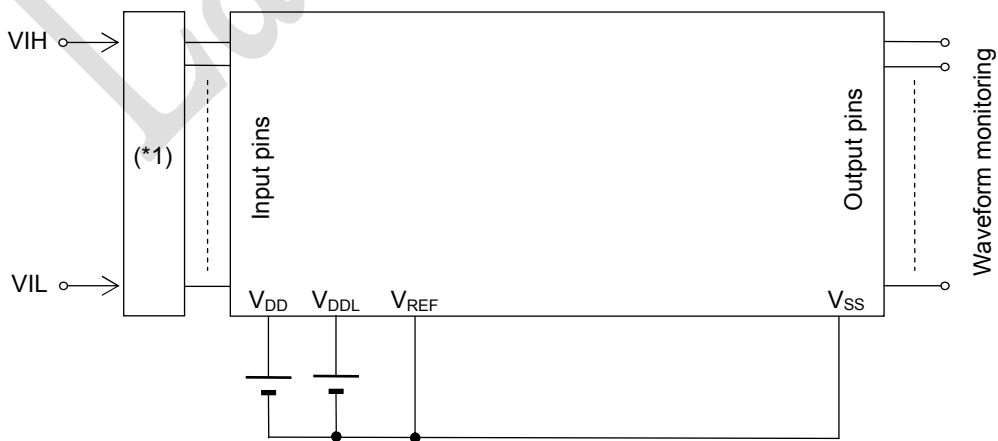 VIH
(*1)
VIL
Input pins
Output pins
Waveform monitoring
VDD
VDDL
VREF
VSS